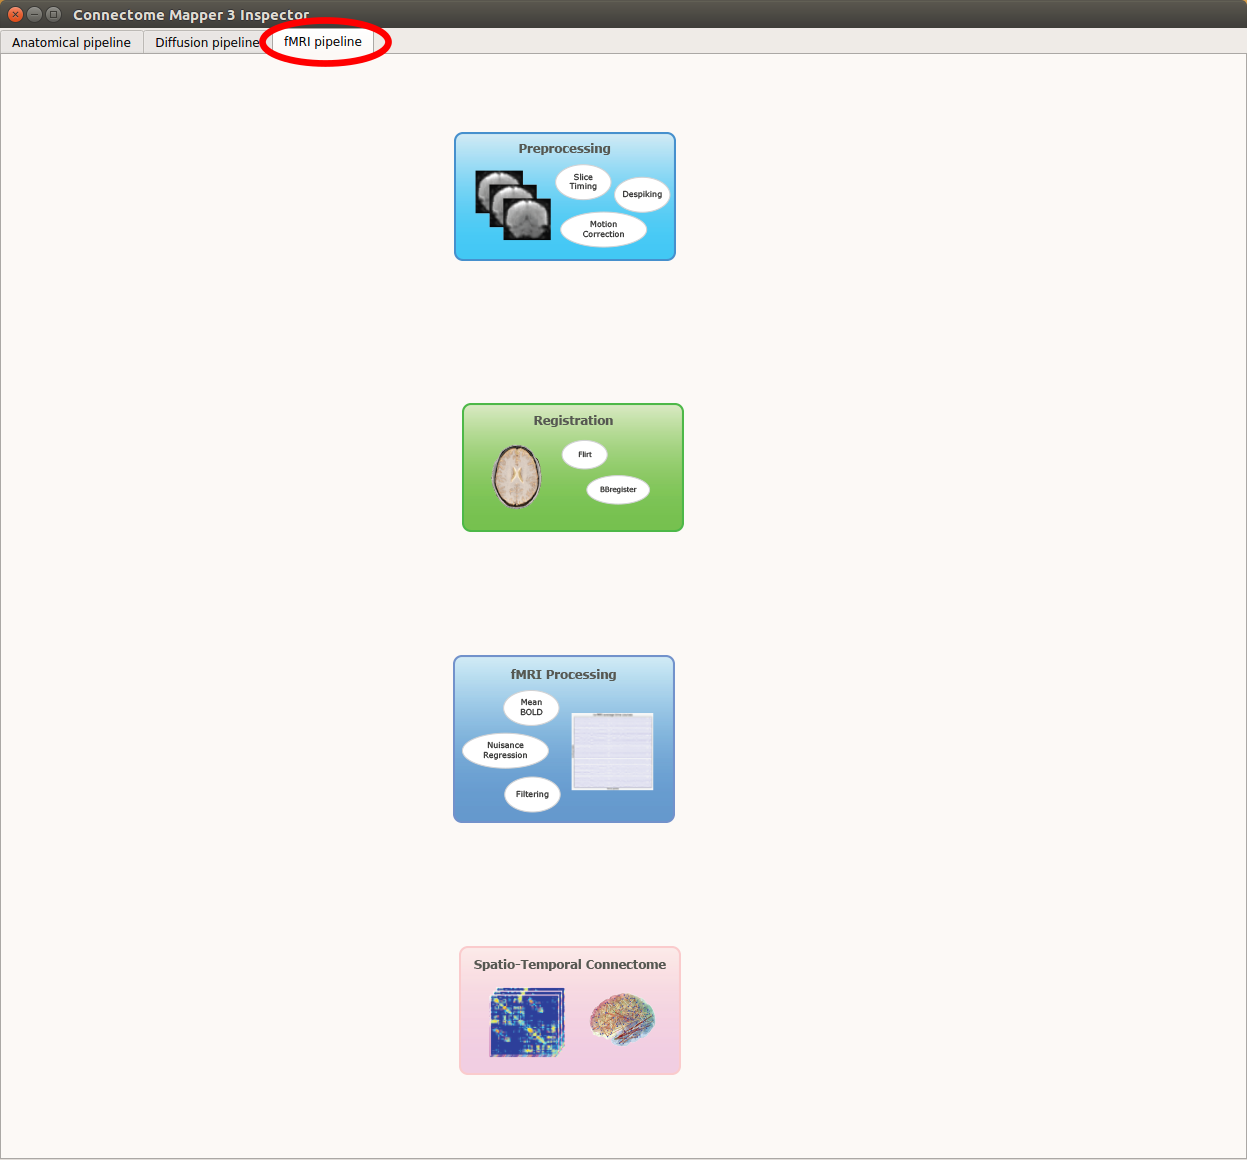 Connectome Mapper 3 Inspector
Anatomical pipeline
Diffusion pipeline
fMRI pipeline
Preprocessing
Slice
Timing
Despiking
Motion
Correction
Registration
Flirt
BBregister
fMRI Processing
Mean
BOLD
Nuisance
Regression
Filtering
Spatio-Temporal Connectome